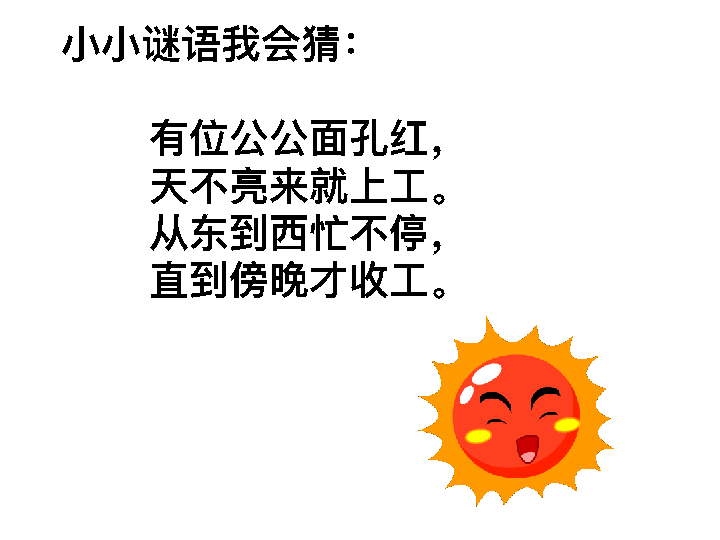 小小谜语我会猜：
有位公公面孔红，
天不亮来就上工。
从东到西忙不停，
直到傍晚才收工。